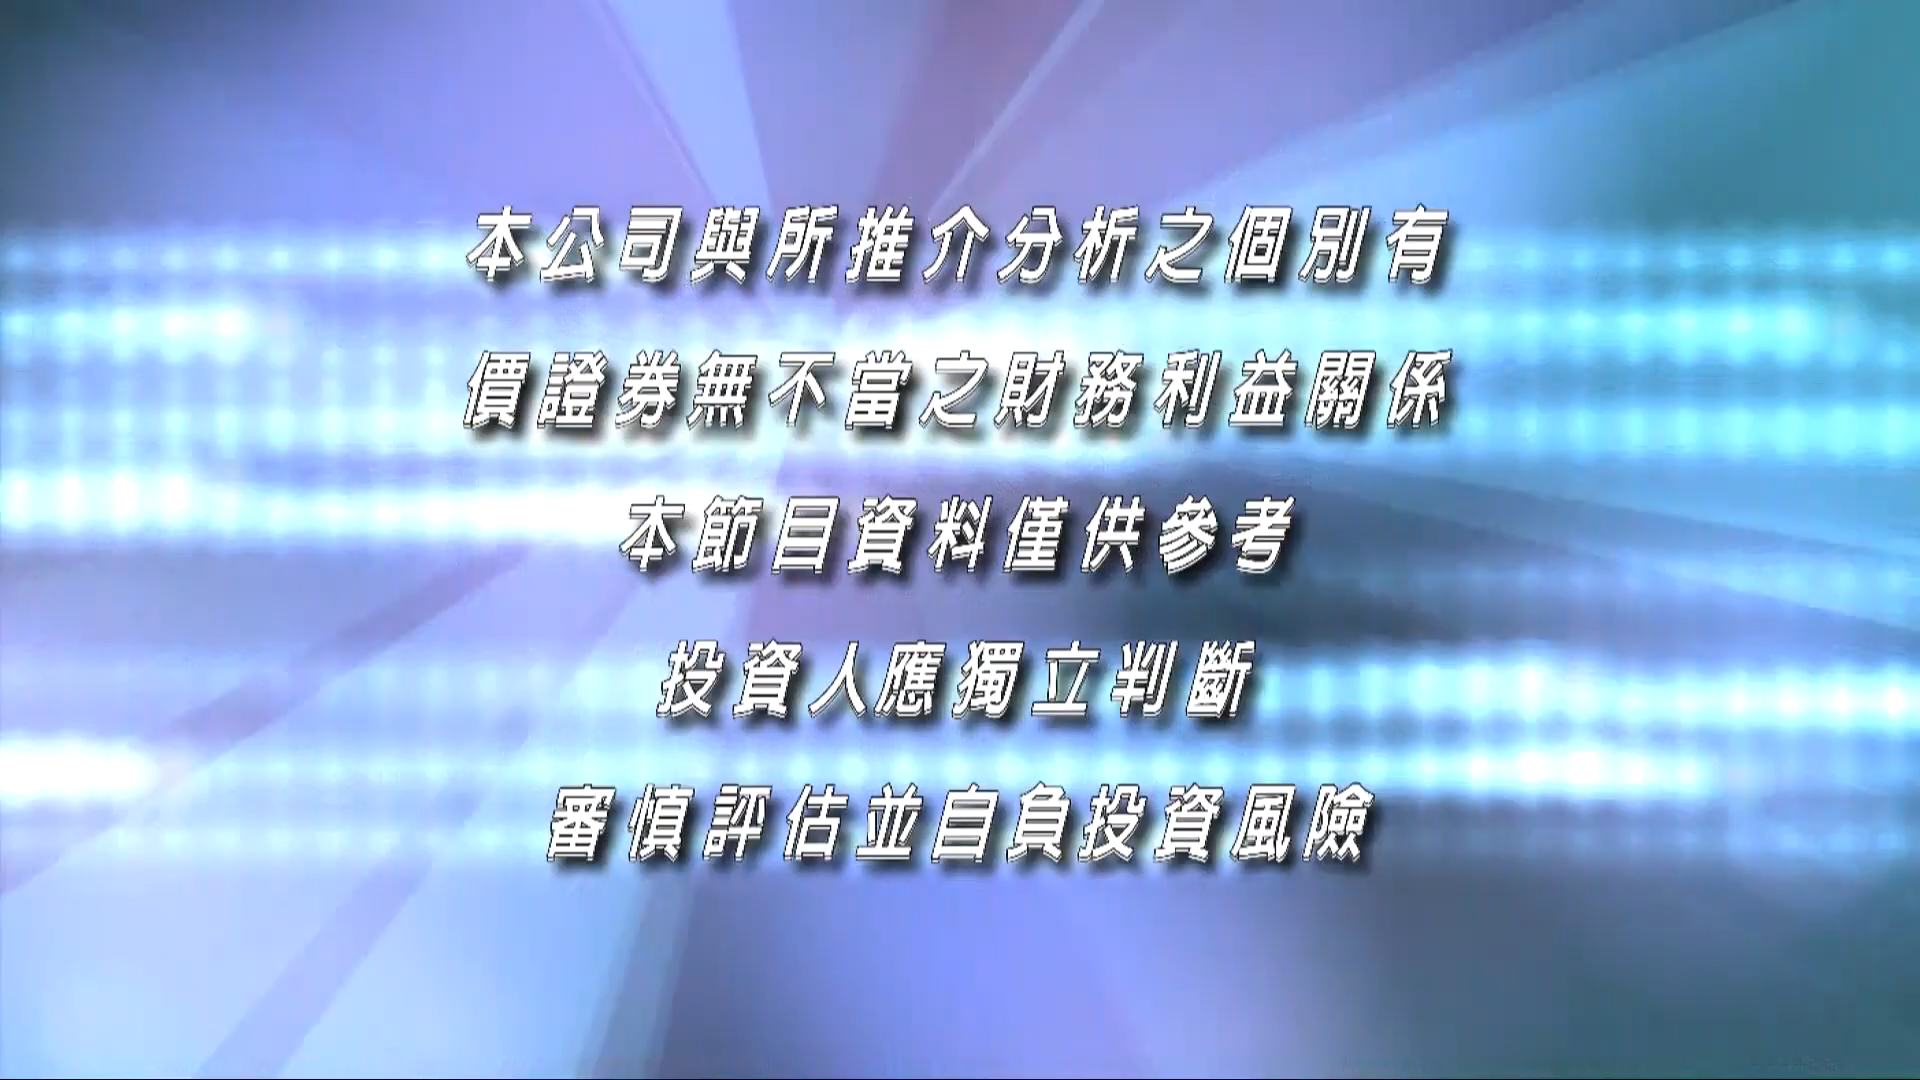 本公司與所推介分析之個別有
價證券無不當之財務利益關係
本節目資料僅供參考
投資人應獨立判斷
審慎評估並自負投資風險